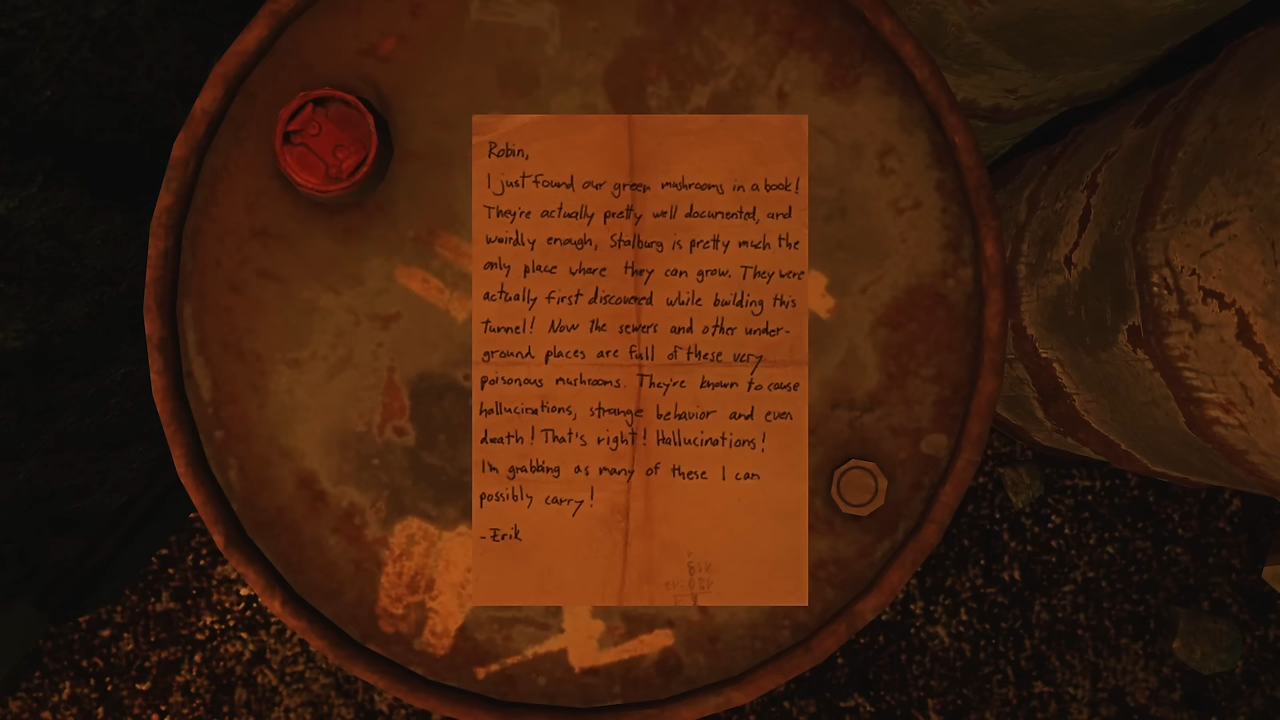 Robin,
I just found our green mushrooms in a book!
They're actually pretty well documented, and
weirdly enough, Stalburg is pretty much the
only place where they can grow. They were
actually first discovered while building this
tunnel! Now the sewers and other under-
ground places are full of these very
poisonous mushrooms. They're known to cause
hallucinations, strange behavior and even
death! That's right! Hallucinations!
I'm grabbing as many of these I can
possibly carry!
-Erik